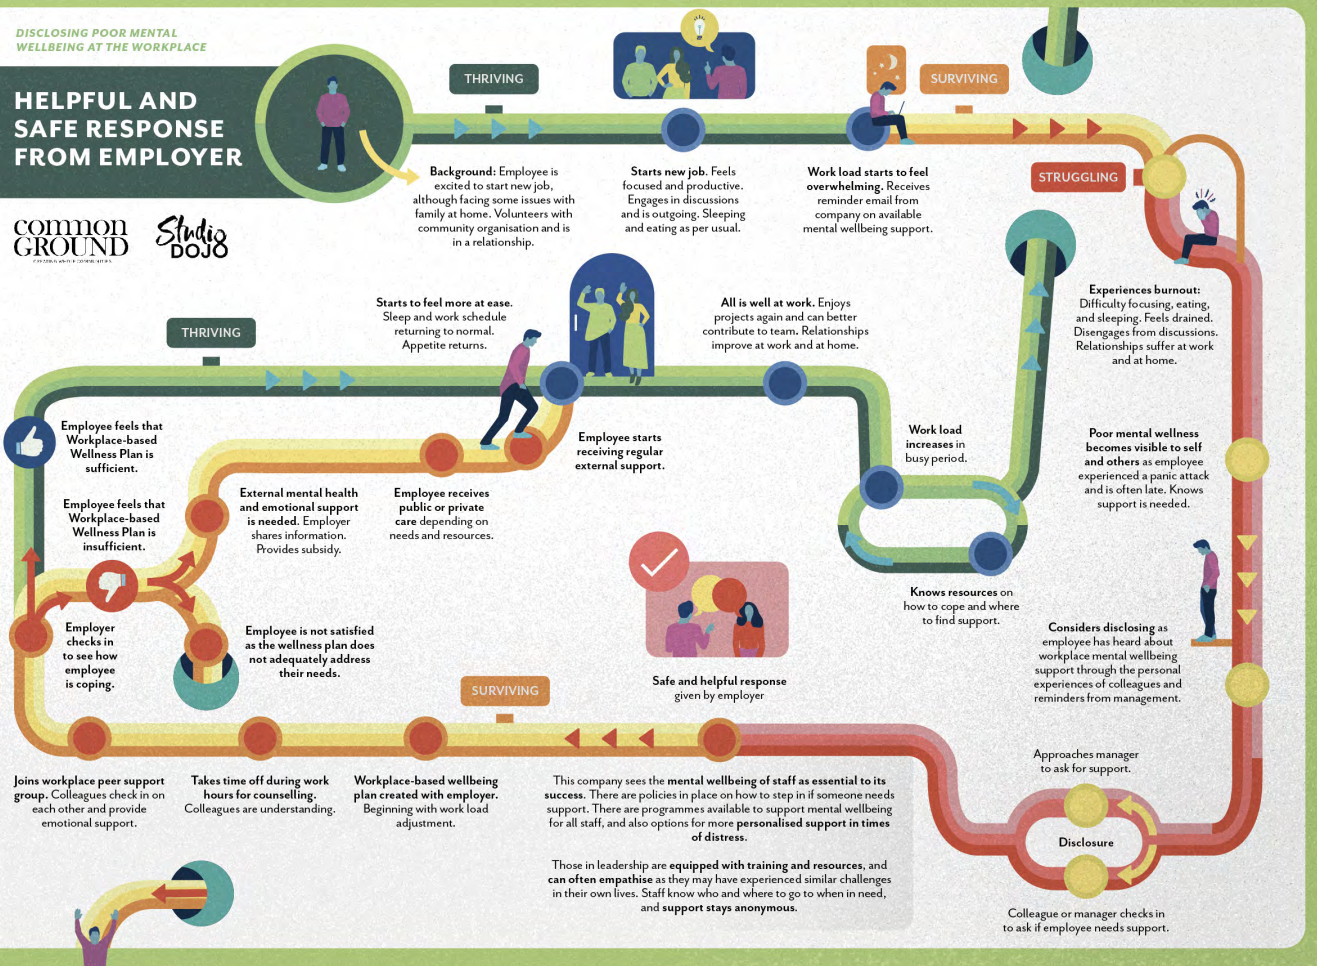 DISCLOSING POOR MENTAL
WELLBEING AT THE WORKPLACE
HELPFUL AND
SAFE RESPONSE
FROM EMPLOYER
common
GROUND
Studio
DOJO
THRIVING
SURVIVING
STRUGGLING
Background: Employee is
excited to start new job,
although facing some issues with
family at home. Volunteers with
community organisation and is
in a relationship.
Starts new job. Feels
focused and productive.
Engages in discussions
and is outgoing. Sleeping
and eating as per usual.
Work load starts to feel
overwhelming. Receives
reminder email from
company on available
mental wellbeing support.
Experiences burnout:
Difficulty focusing, eating,
and sleeping. Feels drained.
Disengages from discussions.
Relationships suffer at work
and at home.
Poor mental wellness
becomes visible to self
and others as employee
experienced a panic attack
and is often late. Knows
support is needed.
Considers disclosing as
employee has heard about
workplace mental wellbeing
support through the personal
experiences of colleagues and
reminders from management.
Approaches manager
to ask for support.
Disclosure
Colleague or manager checks in
to ask if employee needs support.
Safe and helpful response
given by employer
This company sees the mental wellbeing of staff as essential to its
success. There are policies in place on how to step in if someone needs
support. There are programmes available to support mental wellbeing
for all staff, and also options for more personalised support in times
of distress.
Those in leadership are equipped with training and resources, and
can often empathise as they may have experienced similar challenges
in their own lives. Staff know who and where to go to when in need,
and support stays anonymous.
SURVIVING
Workplace-based wellbeing
plan created with employer.
Beginning with work load
adjustment.
Takes time off during work
hours for counselling.
Colleagues are understanding.
Joins workplace peer support
group. Colleagues check in on
each other and provide
emotional support.
Employer
checks in
to see how
employee
is coping.
Employee feels that
Workplace-based
Wellness Plan is
sufficient.
Employee feels that
Workplace-based
Wellness Plan is
insufficient.
Employee is not satisfied
as the wellness plan does
not adequately address
their needs.
External mental health
and emotional support
is needed. Employer
shares information.
Provides subsidy.
Employee receives
public or private
care depending on
needs and resources.
Employee starts
receiving regular
external support.
THRIVING
Starts to feel more at ease.
Sleep and work schedule
returning to normal.
Appetite returns.
All is well at work. Enjoys
projects again and can better
contribute to team. Relationships
improve at work and at home.
Work load
increases in
busy period.
Knows resources on
how to cope and where
to find support.